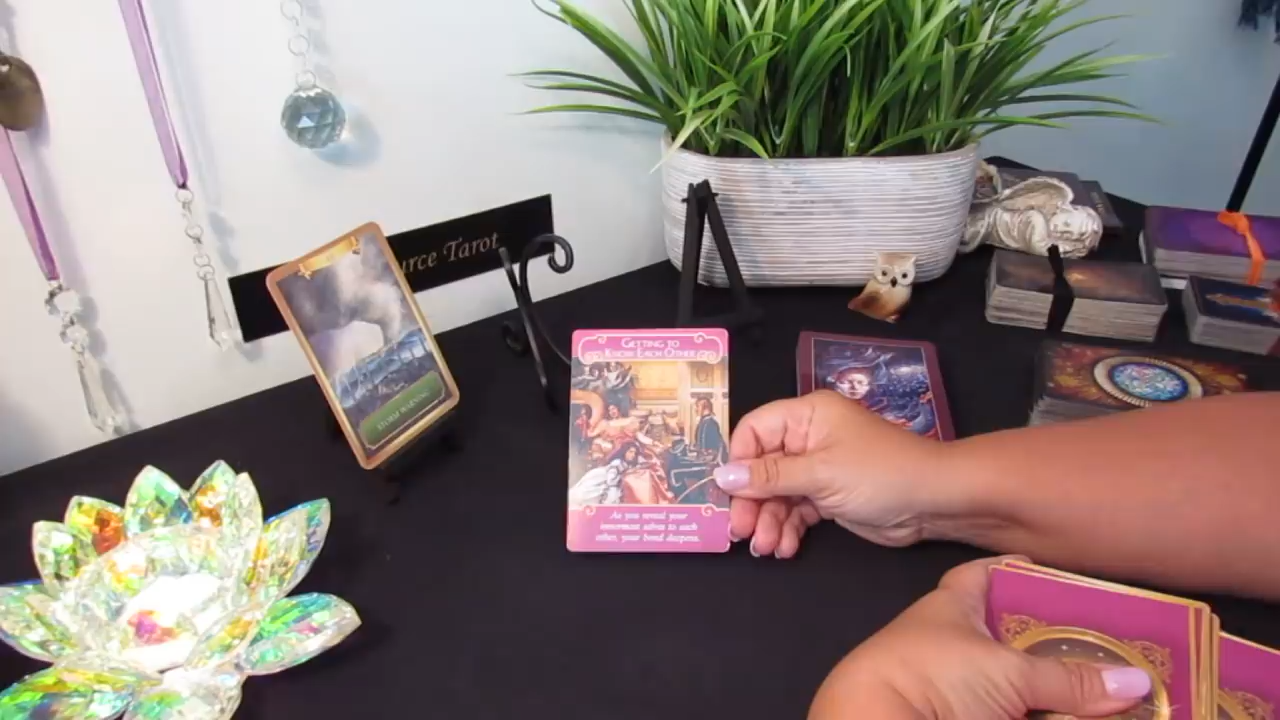 urce Tarot
STORM WARNING
GETTING TO
KNOW EACH OTHER
As you reveal your
innermost selves to each
other, your bond deepens.